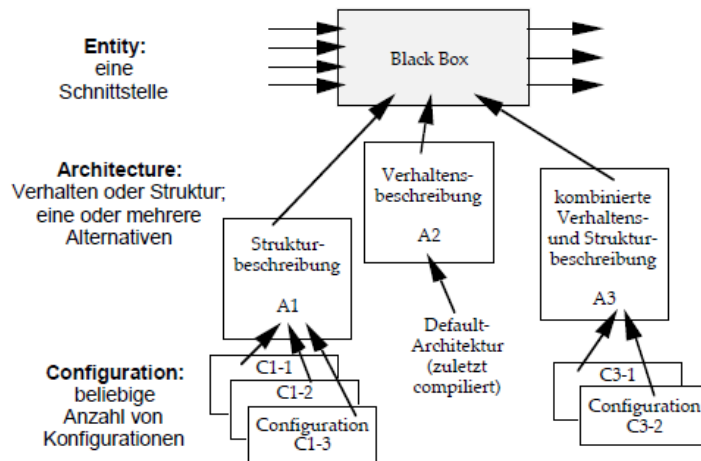 Entity:
eine
Schnittstelle
Black Box
Architecture:
Verhalten oder Struktur;
eine oder mehrere
Alternativen
Struktur-
beschreibung
A1
Verhaltens-
beschreibung
A2
kombinierte
Verhaltens-
und Struktur-
beschreibung
A3
Default-
Architektur
(zuletzt
compiliert)
Configuration:
beliebige
Anzahl von
Konfigurationen
C1-1
C1-2
Configuration
C1-3
C3-1
Configuration
C3-2